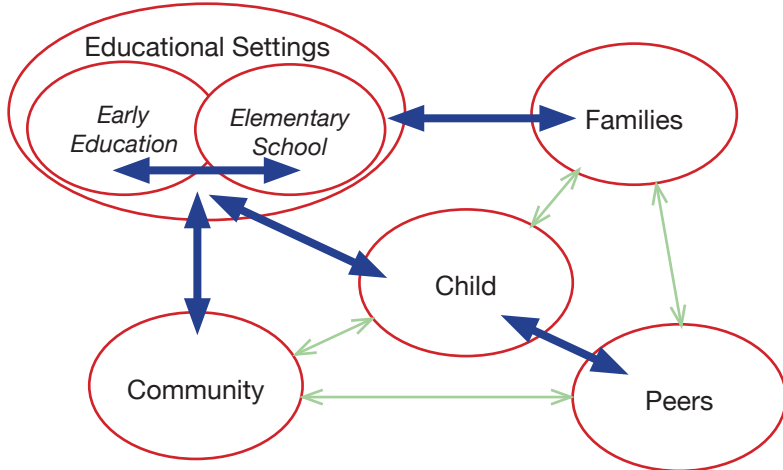 Educational Settings
Early
Education
Elementary
School
Families
Child
Community
Peers